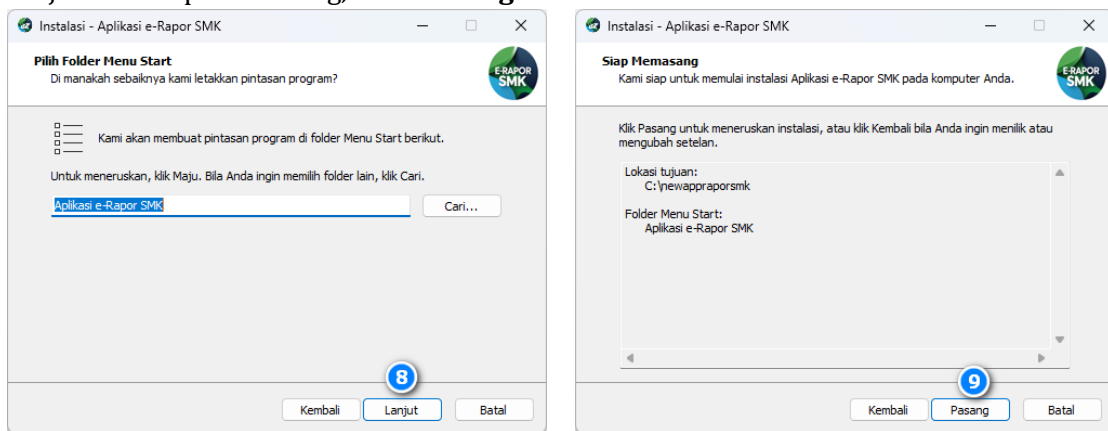 Instalasi - Aplikasi e-Rapor SMK
Pilih Folder Menu Start
Di manakah sebaiknya kami letakkan pintasan program?
E-RAPOR
SMK
Kami akan membuat pintasan program di folder Menu Start berikut.
Untuk meneruskan, klik Maju. Bila Anda ingin memilih folder lain, klik Cari.
Aplikasi e-Rapor SMK
Cari...
8
Kembali Lanjut Batal
Instalasi - Aplikasi e-Rapor SMK
Siap Memasang
Kami siap untuk memulai instalasi Aplikasi e-Rapor SMK pada komputer Anda.
E-RAPOR
SMK
Klik Pasang untuk meneruskan instalasi, atau klik Kembali bila Anda ingin menilik atau
mengubah setelan.
Lokasi tujuan:
C:\newappraporsmk
Folder Menu Start:
Aplikasi e-Rapor SMK
9
Kembali Pasang Batal